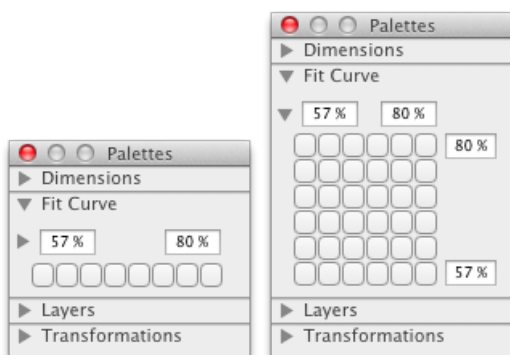 Palettes
Dimensions
Fit Curve
57 % 80 %
Layers
Transformations
Palettes
Dimensions
Fit Curve
57 % 80 %
80 %
57 %
Layers
Transformations